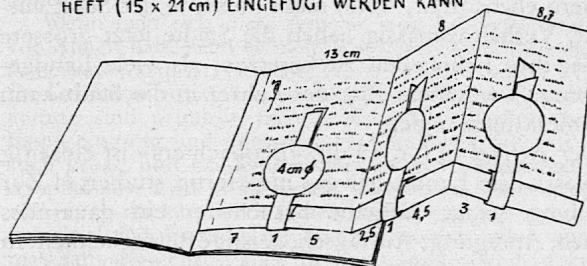 HEFT (15 x 21 cm) EINGEFÜGT WERDEN KANN
8,7
8
13 cm
7
4cm ϕ
7 1 5 2,5 1 4,5 3 1